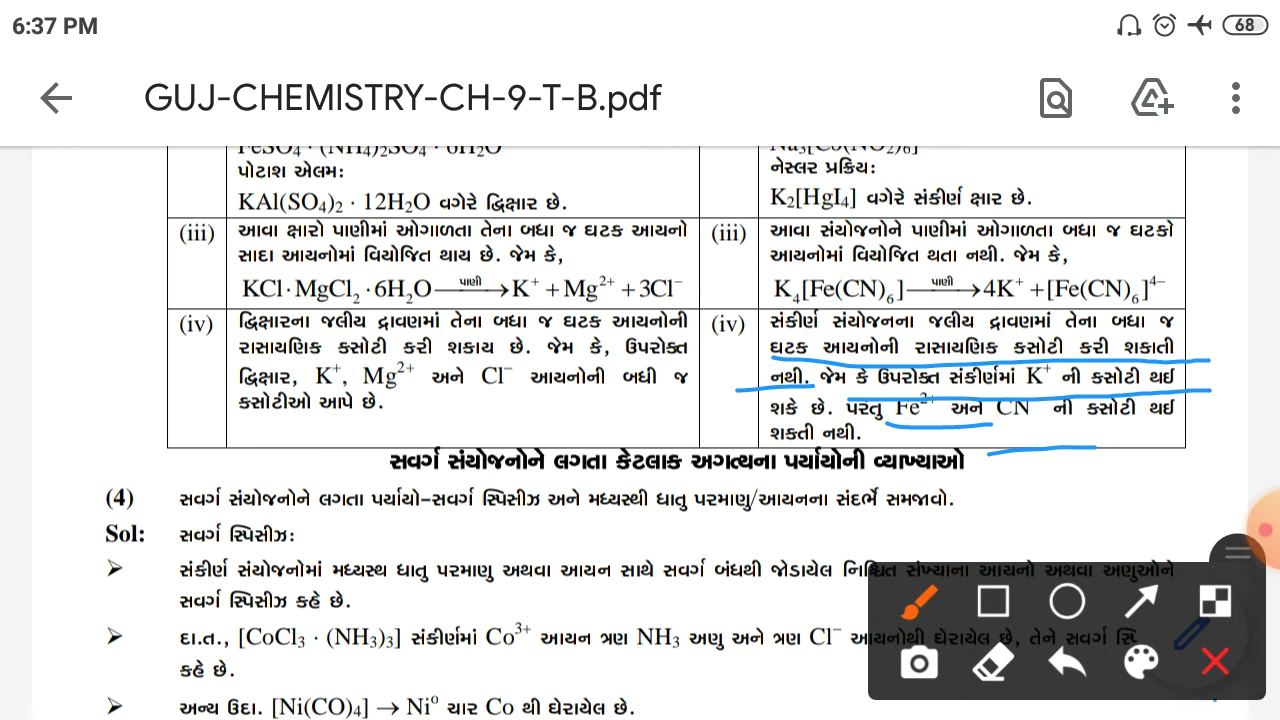 6:37 PM
68
GUJ-CHEMISTRY-CH-9-T-B.pdf
FeSO₄ · (NH₄)₂SO₄ · 6H₂O
પોટાશ એલમ:
KAl(SO₄)₂ · 12H₂O વગેરે દ્વિક્ષાર છે.
Na₃[Co(NO₂)₆]
નેસ્લર પ્રક્રિય:
K₂[HgI₄] વગેરે સંકીર્ણ ક્ષાર છે.
(iii) આવા ક્ષારો પાણીમાં ઓગાળતા તેના બધા જ ઘટક આયનો
સાદા આયનોમાં વિયોજિત થાય છે. જેમ કે,
KCl · MgCl₂ · 6H₂O —પાણી→ K⁺ + Mg²⁺ + 3Cl⁻
(iii) આવા સંયોજનોને પાણીમાં ઓગાળતા બધા જ ઘટકો
આયનોમાં વિયોજિત થતા નથી. જેમ કે,
K₄[Fe(CN)₆] —પાણી→ 4K⁺ + [Fe(CN)₆]⁴⁻
(iv) દ્વિક્ષારના જલીય દ્રાવણમાં તેના બધા જ ઘટક આયનોની
રાસાયણિક કસોટી કરી શકાય છે. જેમ કે, ઉપરોક્ત
દ્વિક્ષાર, K⁺, Mg²⁺ અને Cl⁻ આયનોની બધી જ
કસોટીઓ આપે છે.
(iv) સંકીર્ણ સંયોજનના જલીય દ્રાવણમાં તેના બધા જ
ઘટક આયનોની રાસાયણિક કસોટી કરી શકાતી
નથી. જેમ કે ઉપરોક્ત સંકીર્ણમાં K⁺ ની કસોટી થઈ
શકે છે. પરંતુ Fe²⁺ અને CN ની કસોટી થઈ
શકતી નથી.
સવર્ગ સંયોજનોને લગતા કેટલાક અગત્યના પર્યાયોની વ્યાખ્યાઓ
(4) સવર્ગ સંયોજનોને લગતા પર્યાયો–સવર્ગ સ્પિસીઝ અને મધ્યસ્થી ધાતુ પરમાણુ/આયનના સંદર્ભે સમજાવો.
Sol: સવર્ગ સ્પિસીઝ:
➢ સંકીર્ણ સંયોજનોમાં મધ્યસ્થ ધાતુ પરમાણુ અથવા આયન સાથે સવર્ગ બંધથી જોડાયેલ નિશ્ચિત સંખ્યાના આયનો અથવા અણુઓને
સવર્ગ સ્પિસીઝ કહે છે.
➢ દા.ત., [CoCl₃ · (NH₃)₃] સંકીર્ણમાં Co³⁺ આયન ત્રણ NH₃ અણુ અને ત્રણ Cl⁻ આયનોથી ઘેરાયેલ છે, તેને સવર્ગ
કહે છે.
➢ અન્ય ઉદા. [Ni(CO)₄] → Ni⁰ ચાર Co થી ઘેરાયેલ છે.